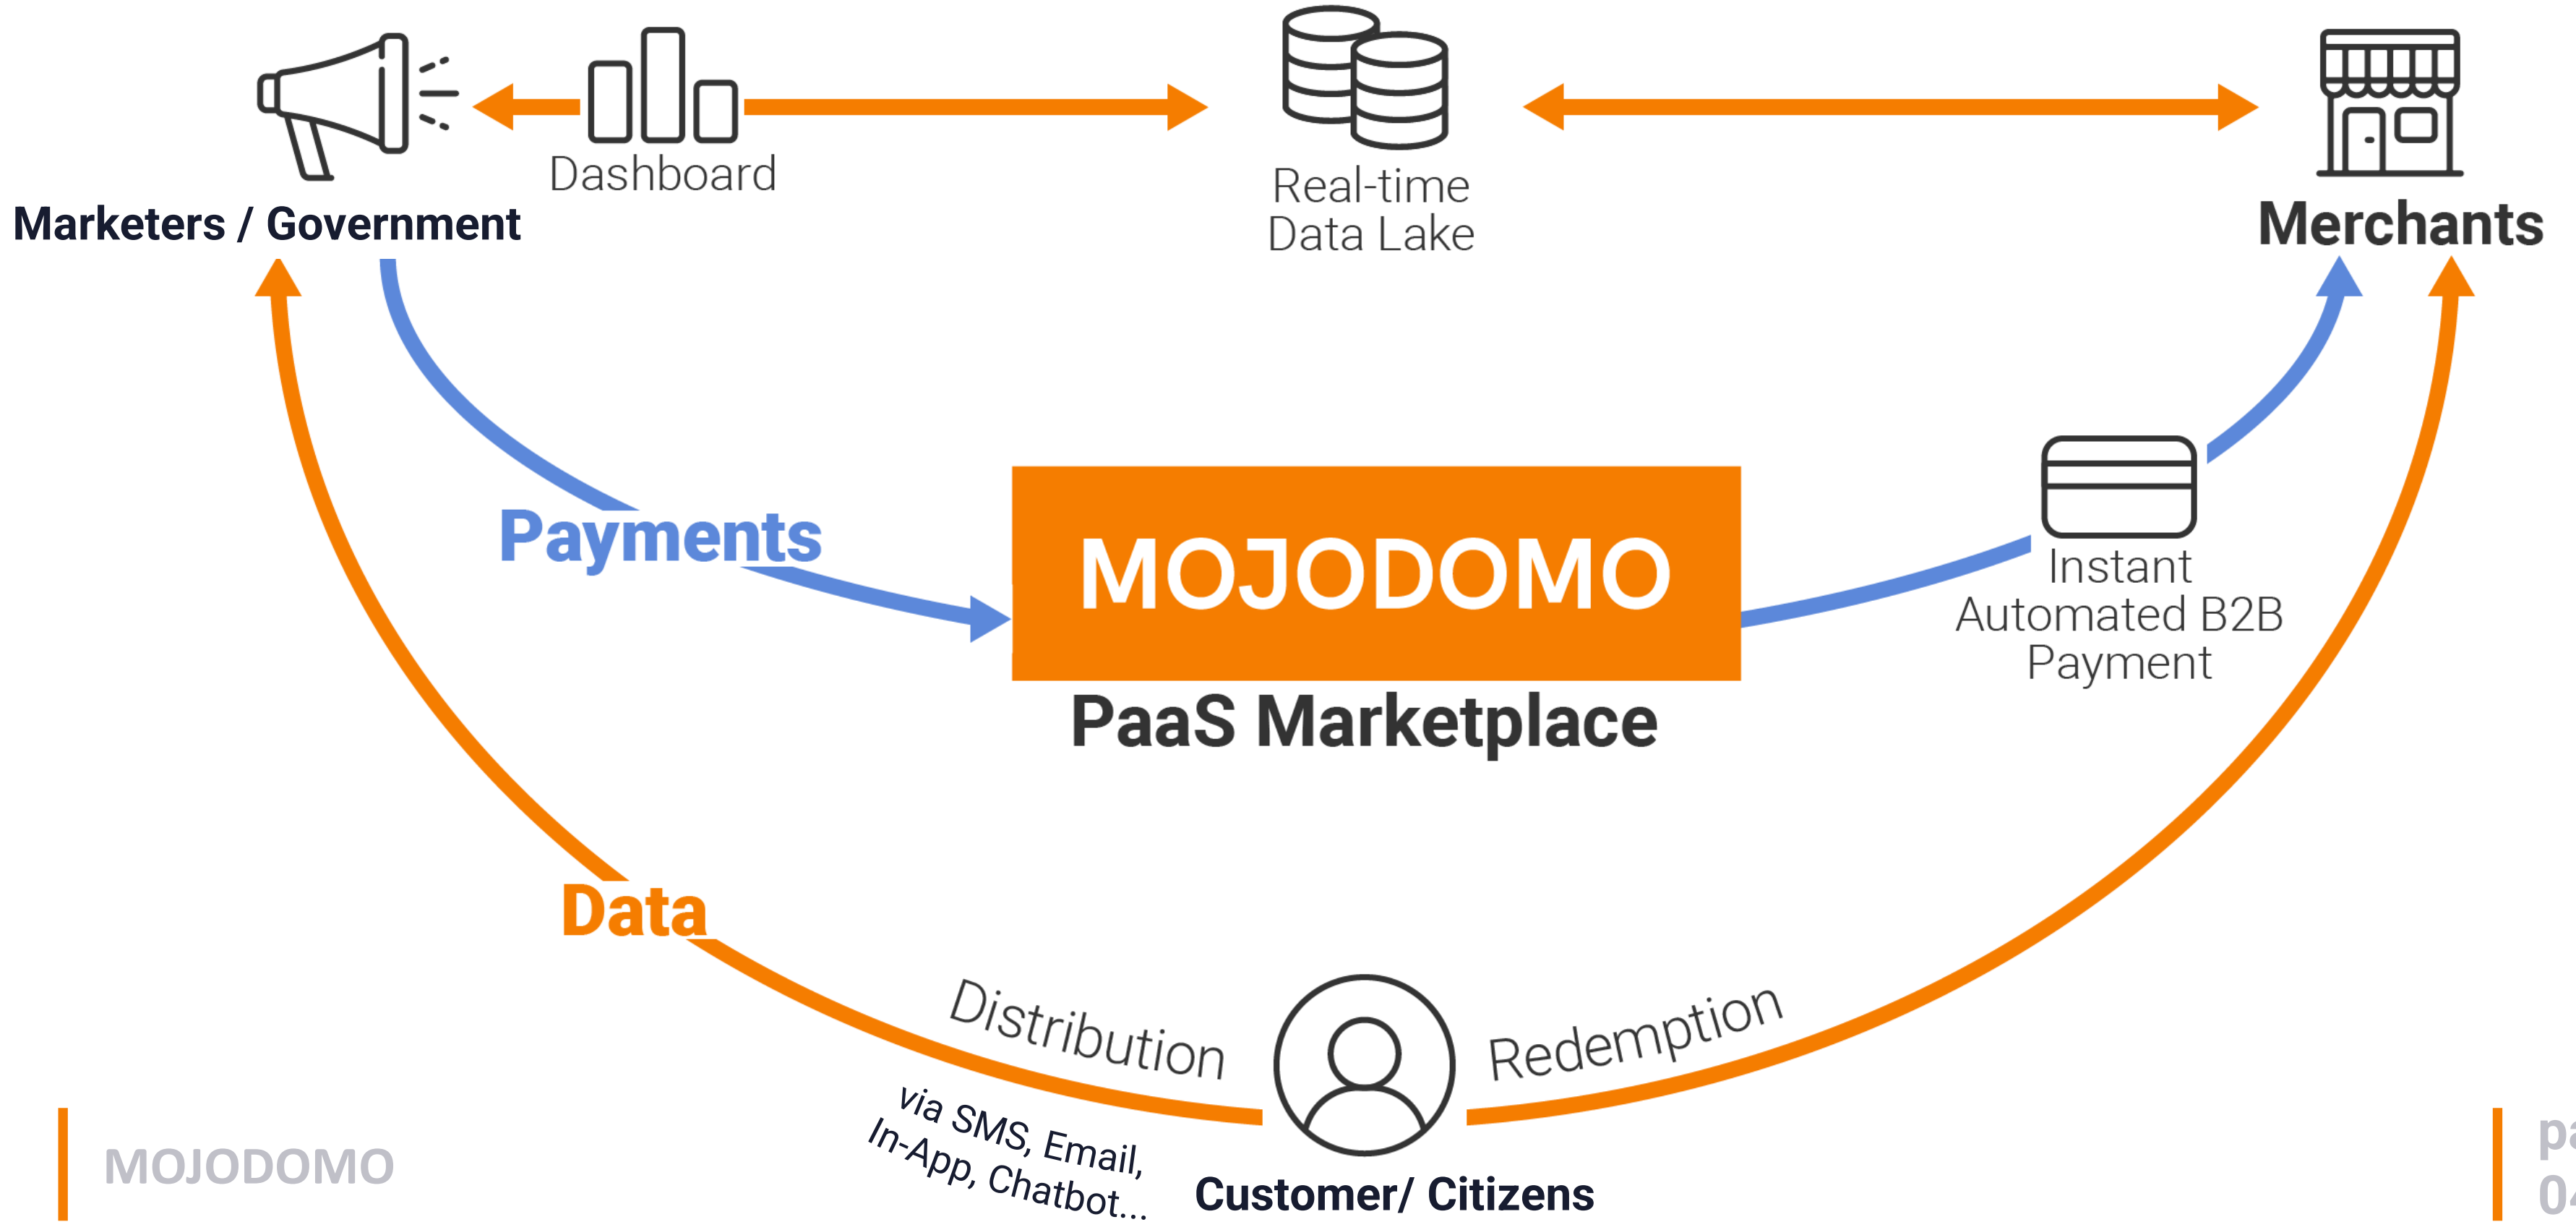 Dashboard
Real-time
Data Lake
Marketers / Government
Merchants
Payments
MOJODOMO
PaaS Marketplace
Instant
Automated B2B
Payment
Data
Distribution
Redemption
via SMS, Email,
In-App, Chatbot...
Customer/ Citizens
MOJODOMO